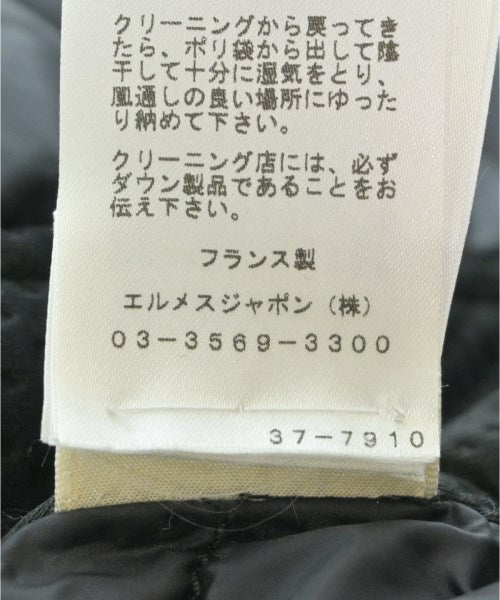 クリーニングから戻ってき
たら、ポリ袋から出して陰
干して十分に湿気をとり、
風通しの良い場所にゆった
り納めて下さい。
クリーニング店には、必ず
ダウン製品であることをお
伝え下さい。
フランス製
エルメスジャポン（株）
03-3569-3300
37-7910